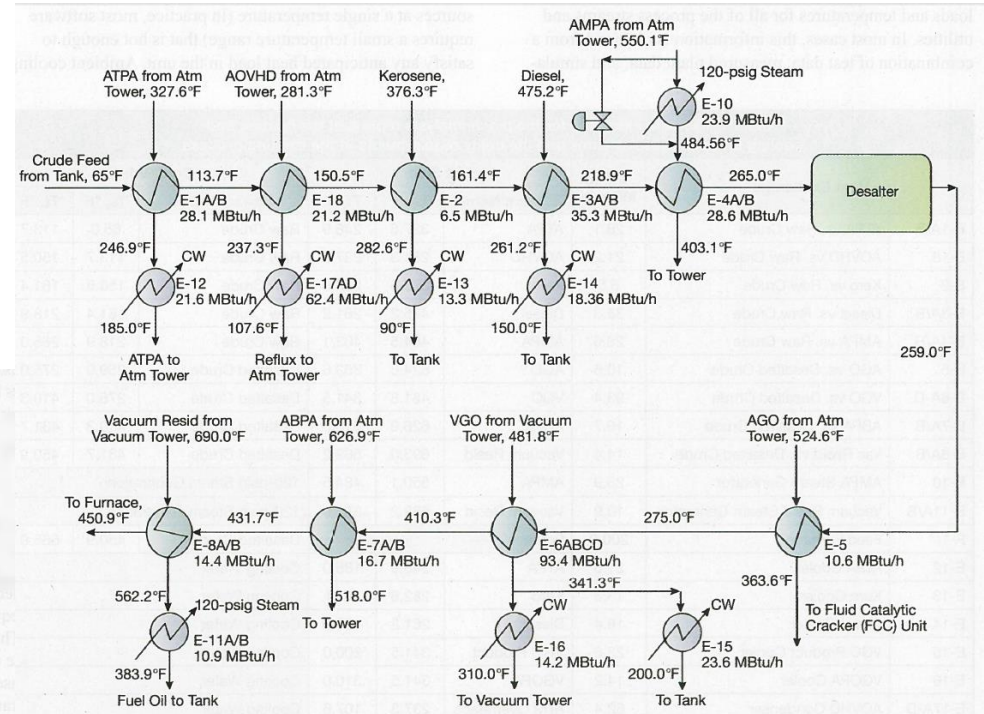 AMPA from Atm
Tower, 550.1°F
ATPA from Atm
Tower, 327.6°F
AOVHD from Atm
Tower, 281.3°F
Kerosene,
376.3°F
Diesel,
475.2°F
120-psig Steam
E-10
23.9 MBtu/h
484.56°F
Crude Feed
from Tank, 65°F
113.7°F
150.5°F
161.4°F
218.9°F
265.0°F
Desalter
E-1A/B
28.1 MBtu/h
E-18
21.2 MBtu/h
E-2
6.5 MBtu/h
E-3A/B
35.3 MBtu/h
E-4A/B
28.6 MBtu/h
246.9°F
237.3°F
282.6°F
261.2°F
403.1°F
To Tower
CW
E-12
21.6 MBtu/h
CW
E-17AD
62.4 MBtu/h
CW
E-13
13.3 MBtu/h
CW
E-14
18.36 MBtu/h
185.0°F
107.6°F
90°F
150.0°F
ATPA to
Atm Tower
Reflux to
Atm Tower
To Tank
To Tank
259.0°F
Vacuum Resid from
Vacuum Tower, 690.0°F
ABPA from Atm
Tower, 626.9°F
VGO from Vacuum
Tower, 481.8°F
AGO from Atm
Tower, 524.6°F
To Furnace,
450.9°F
431.7°F
410.3°F
275.0°F
E-8A/B
14.4 MBtu/h
E-7A/B
16.7 MBtu/h
E-6ABCD
93.4 MBtu/h
E-5
10.6 MBtu/h
562.2°F
518.0°F
341.3°F
363.6°F
To Tower
120-psig Steam
E-11A/B
10.9 MBtu/h
CW
E-16
14.2 MBtu/h
CW
E-15
23.6 MBtu/h
To Fluid Catalytic
Cracker (FCC) Unit
383.9°F
310.0°F
200.0°F
Fuel Oil to Tank
To Vacuum Tower
To Tank